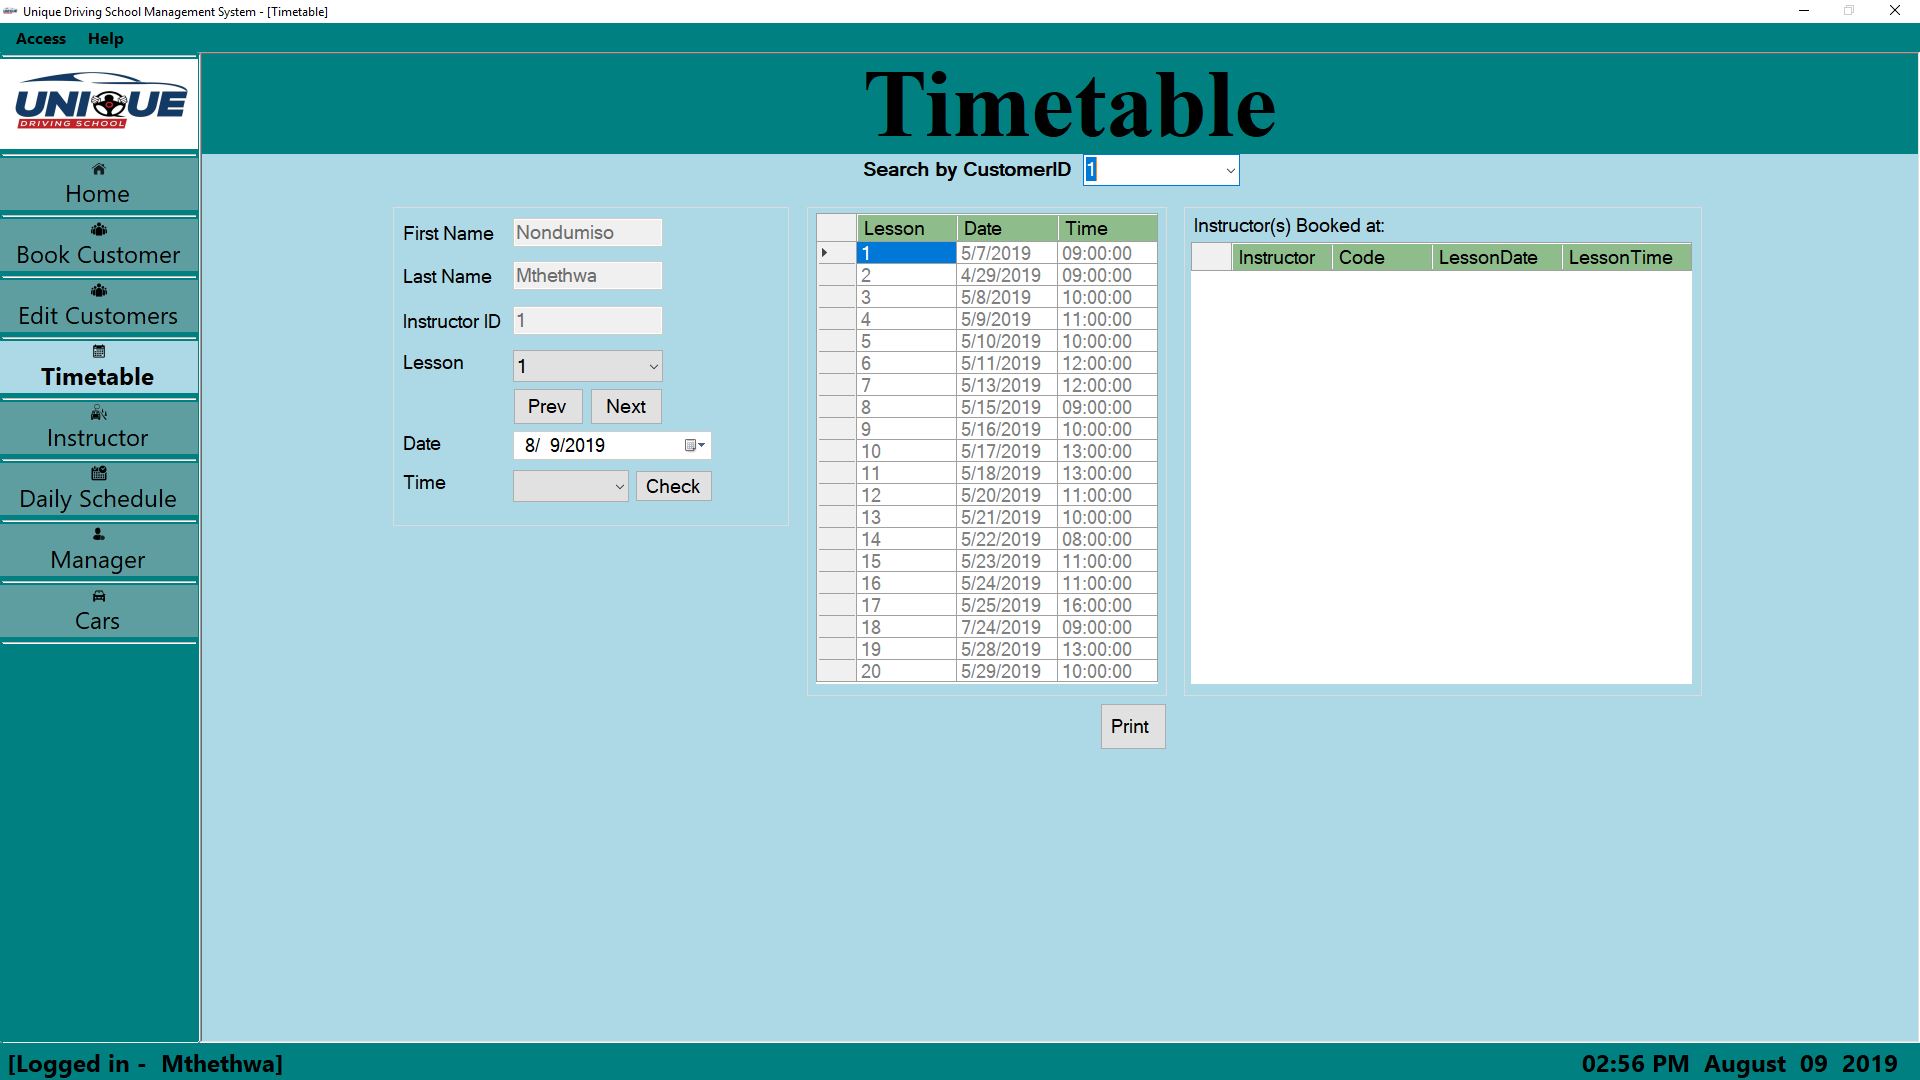 Unique Driving School Management System - [Timetable]
Access Help
UNIQUE
DRIVING SCHOOL
Home
Book Customer
Edit Customers
Timetable
Instructor
Daily Schedule
Manager
Cars
Timetable
Search by CustomerID 1
First Name Nondumiso
Last Name Mthethwa
Instructor ID 1
Lesson 1
Prev Next
Date 8/ 9/2019
Time Check
Lesson Date Time
1 5/7/2019 09:00:00
2 4/29/2019 09:00:00
3 5/8/2019 10:00:00
4 5/9/2019 11:00:00
5 5/10/2019 10:00:00
6 5/11/2019 12:00:00
7 5/13/2019 12:00:00
8 5/15/2019 09:00:00
9 5/16/2019 10:00:00
10 5/17/2019 13:00:00
11 5/18/2019 13:00:00
12 5/20/2019 11:00:00
13 5/21/2019 10:00:00
14 5/22/2019 08:00:00
15 5/23/2019 11:00:00
16 5/24/2019 11:00:00
17 5/25/2019 16:00:00
18 7/24/2019 09:00:00
19 5/28/2019 13:00:00
20 5/29/2019 10:00:00
Print
Instructor(s) Booked at:
Instructor Code LessonDate LessonTime
[Logged in - Mthethwa]
02:56 PM August 09 2019